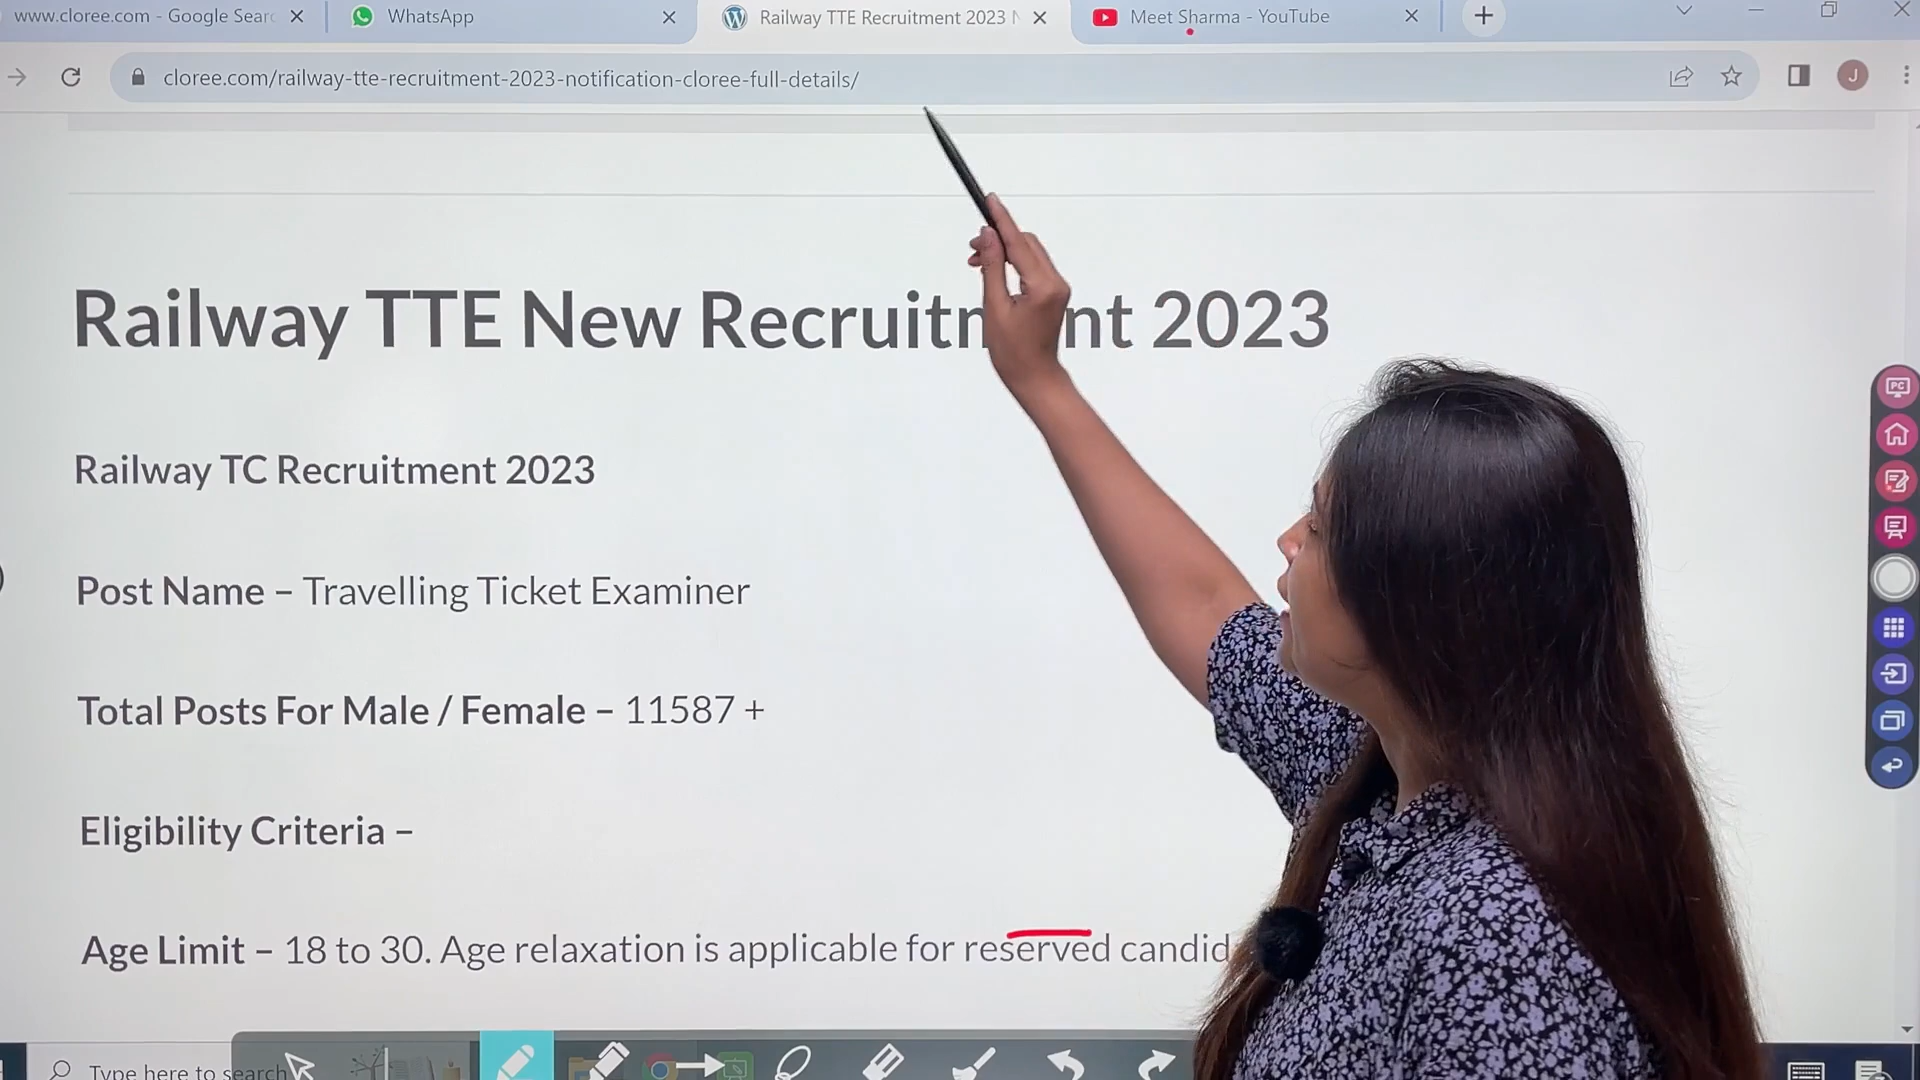 www.cloree.com - Google Sear
WhatsApp
Railway TTE Recruitment 2023 N
Meet Sharma - YouTube
cloree.com/railway-tte-recruitment-2023-notification-cloree-full-details/
J
Railway TTE New Recruitm nt 2023
Railway TC Recruitment 2023
Post Name – Travelling Ticket Examiner
Total Posts For Male / Female – 11587 +
Eligibility Criteria –
Age Limit – 18 to 30. Age relaxation is applicable for reserved candid
PC
Type here to search